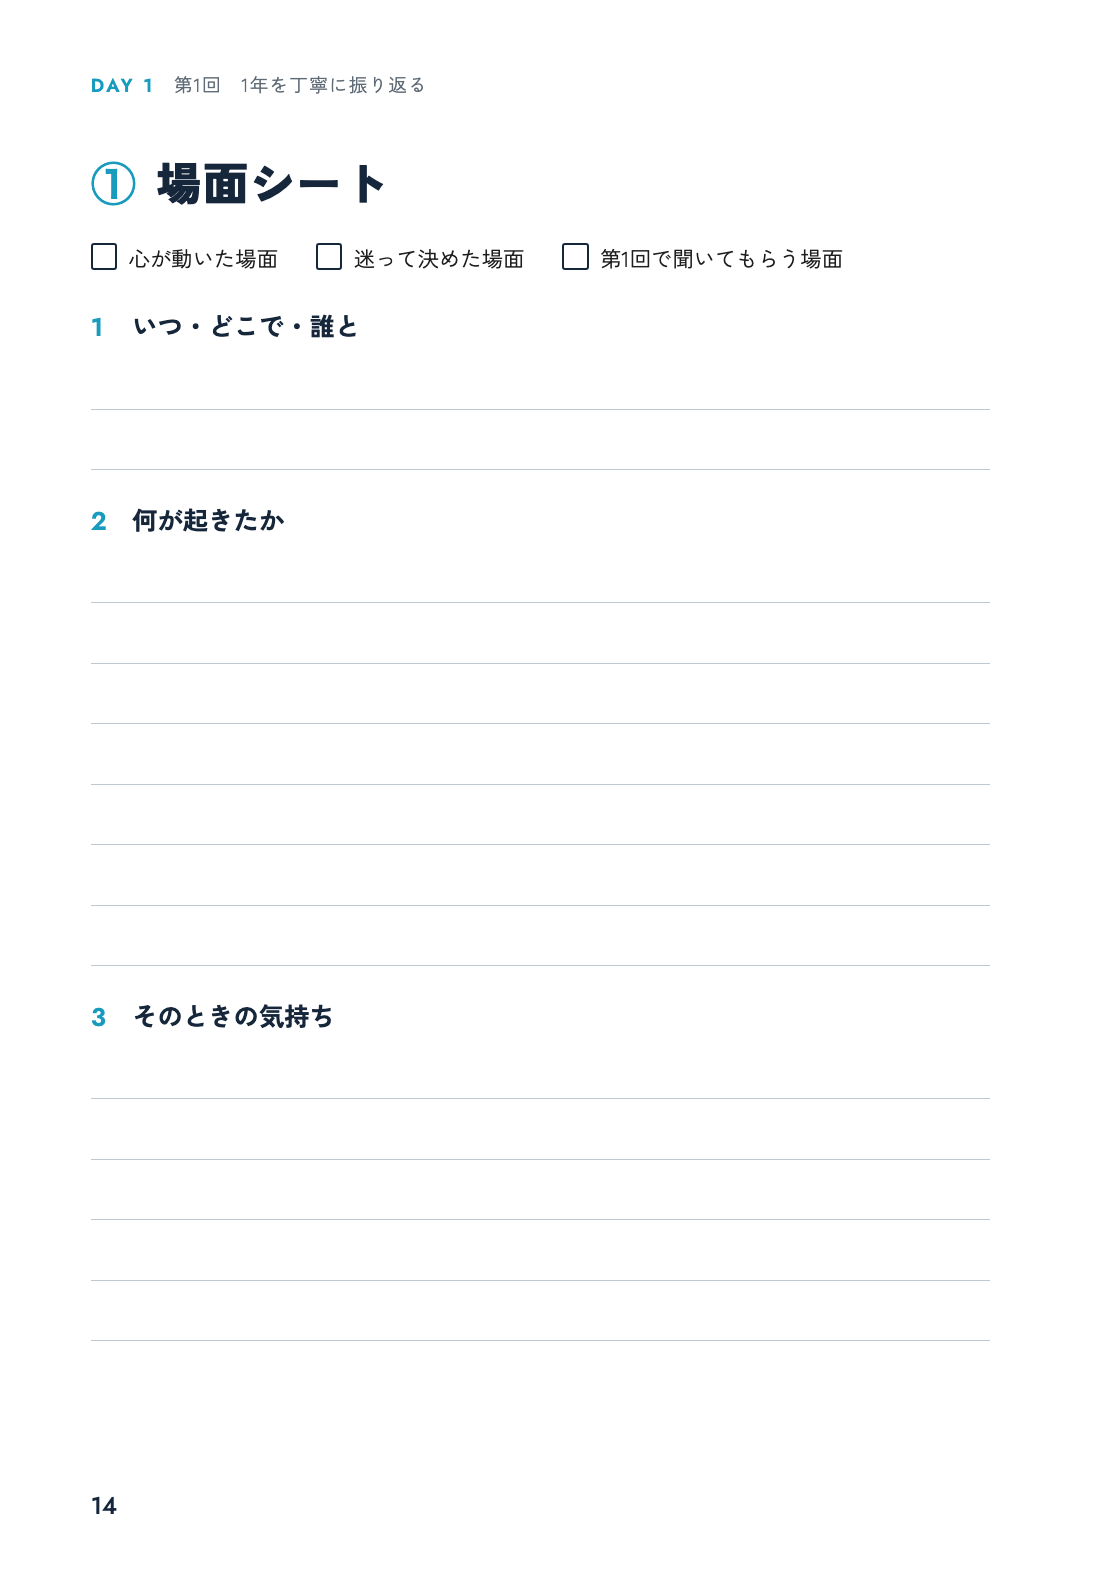 DAY 1 第1回 1年を丁寧に振り返る
① 場面シート
心が動いた場面 迷って決めた場面 第1回で聞いてもらう場面
1 いつ・どこで・誰と
2 何が起きたか
3 そのときの気持ち
14